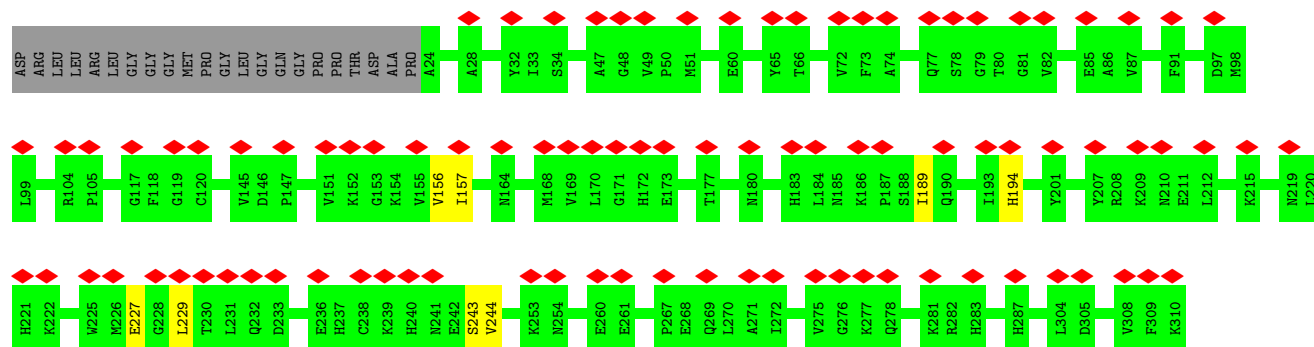 ASP ARG LEU LEU ARG LEU GLY GLY GLY MET PRO GLY LEU GLY GLN GLY PRO PRO THR ASP ALA PRO A24 A28 Y32 I33 S34 A47 G48 V49 P50 M51 E60 Y65 T66 V72 F73 A74 Q77 S78 G79 T80 G81 V82 E85 A86 V87 F91 D97 M98
L99 R104 P105 G117 F118 G119 C120 V145 D146 P147 V151 K152 G153 K154 V155 V156 I157 N164 M168 V169 L170 G171 H172 E173 T177 N180 H183 L184 N185 K186 P187 S188 I189 Q190 I193 H194 Y201 Y207 R208 K209 N210 E211 L212 K215 N219 L220
H221 K222 W225 M226 E227 G228 L229 T230 L231 Q232 D233 E236 H237 C238 K239 H240 N241 E242 S243 V244 K253 N254 E260 E261 P267 E268 Q269 L270 A271 I272 V275 G276 K277 Q278 K281 R282 H283 H287 L304 D305 V308 F309 K310